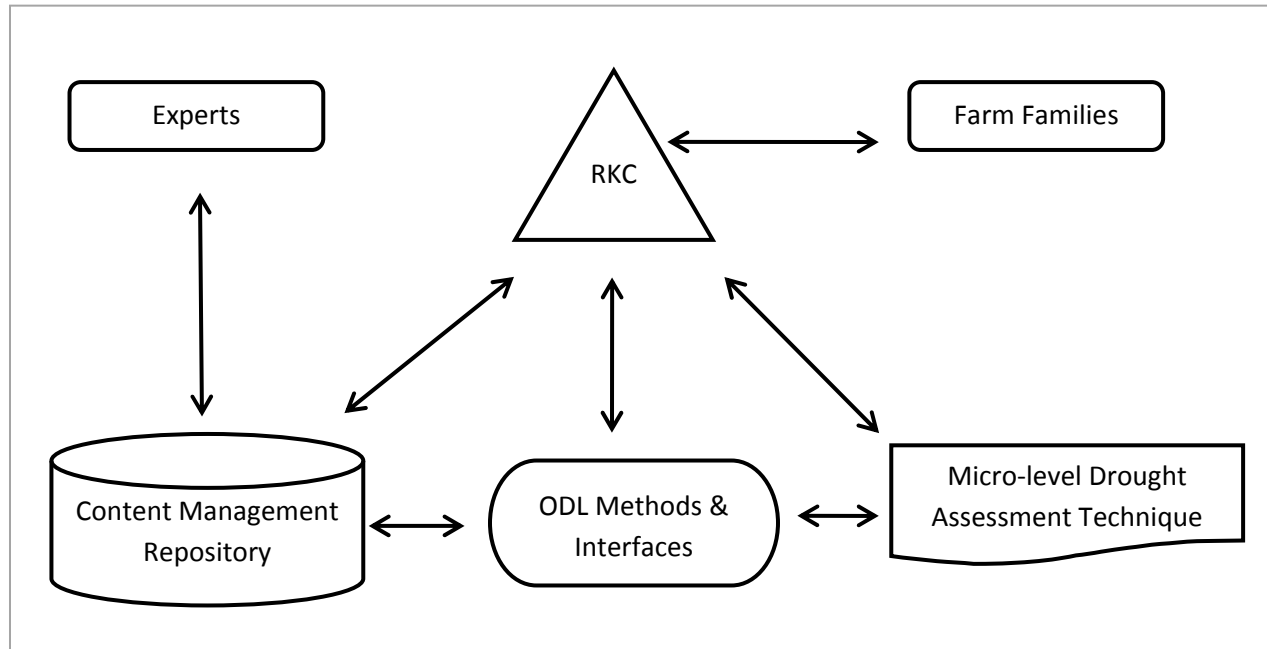 Experts
RKC
Farm Families
Content Management
Repository
ODL Methods &
Interfaces
Micro-level Drought
Assessment Technique